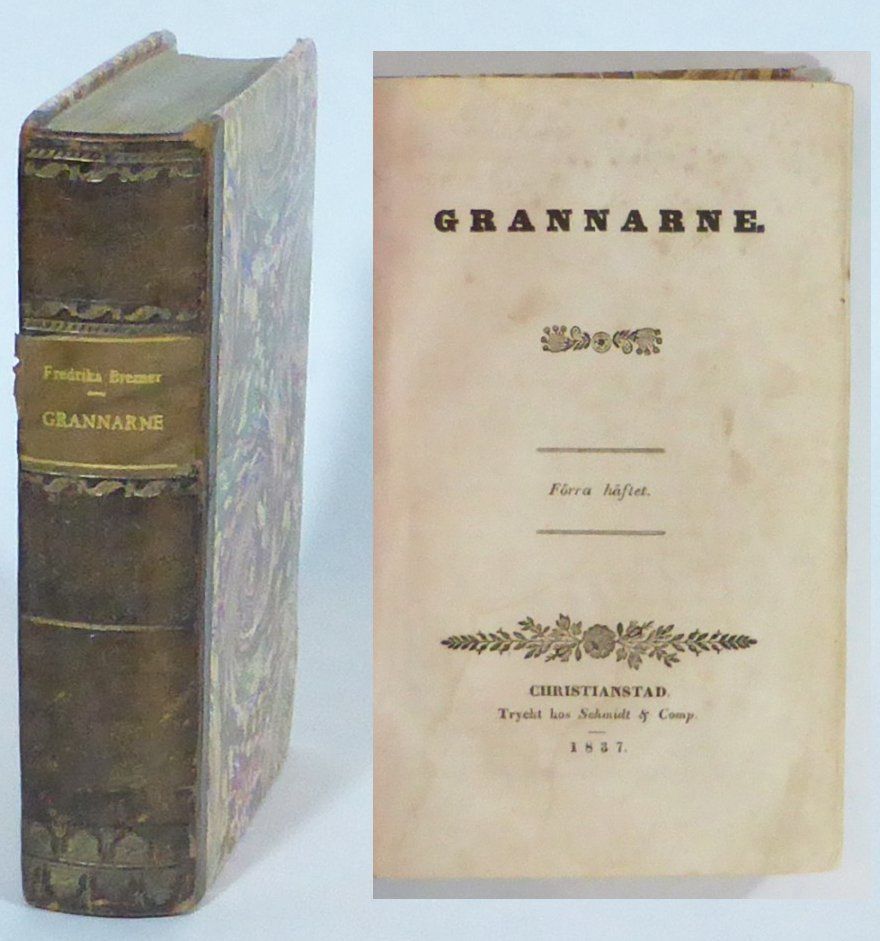 Fredrika Bremer
GRANNARNE
GRANNARNE.
Förra häftet.
CHRISTIANSTAD.
Tryckt hos Schmidt & Comp.
1837.